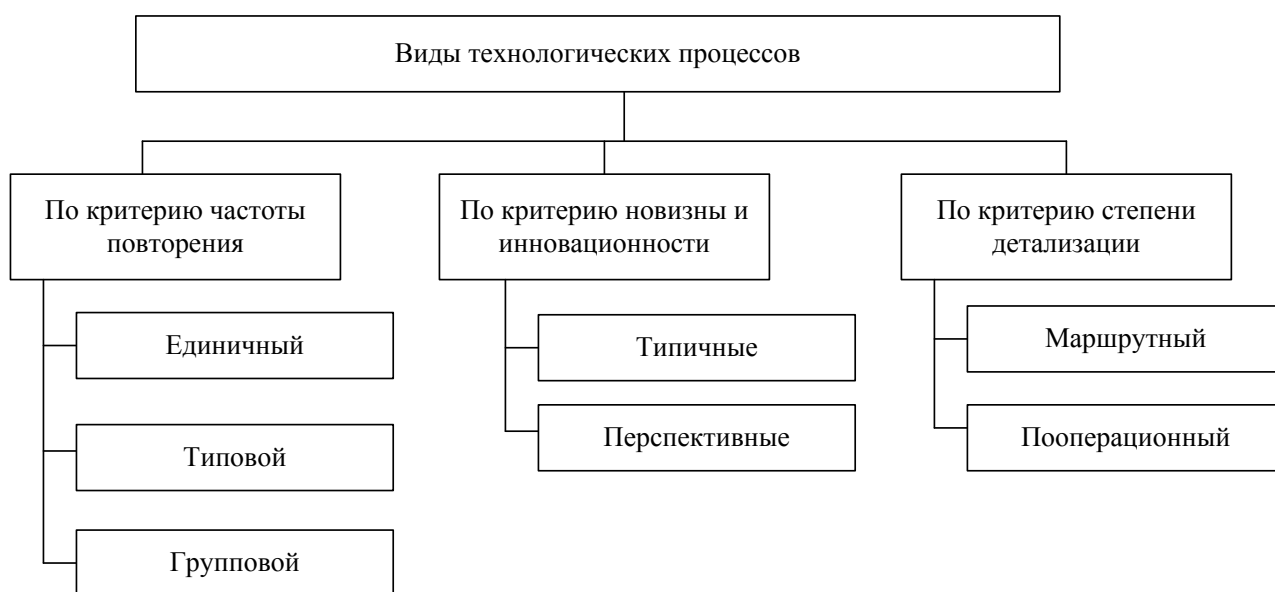 Виды технологических процессов
По критерию частоты
повторения
Единичный
Типовой
Групповой
По критерию новизны и
инновационности
Типичные
Перспективные
По критерию степени
детализации
Маршрутный
Пооперационный